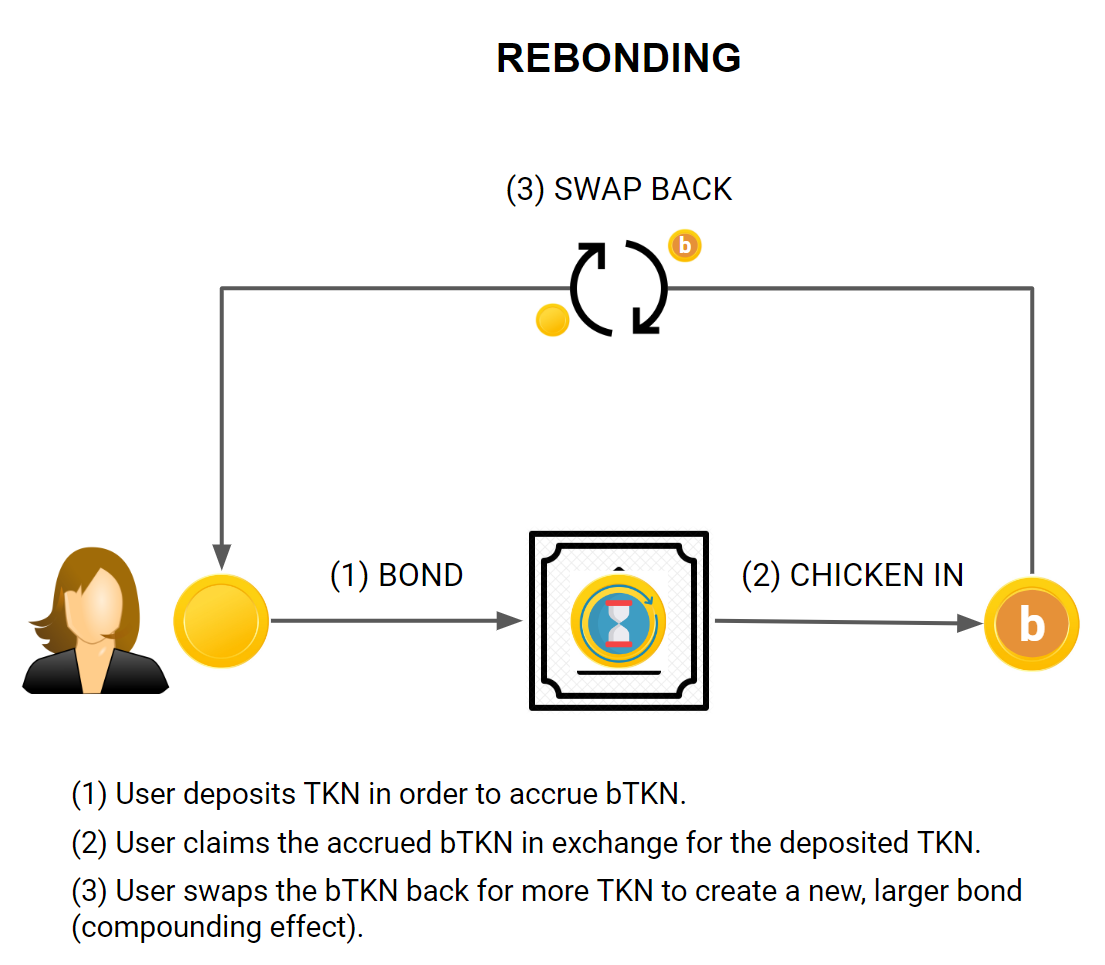 REBONDING
(3) SWAP BACK
b
(1) BOND
(2) CHICKEN IN
b
(1) User deposits TKN in order to accrue bTKN.
(2) User claims the accrued bTKN in exchange for the deposited TKN.
(3) User swaps the bTKN back for more TKN to create a new, larger bond
(compounding effect).